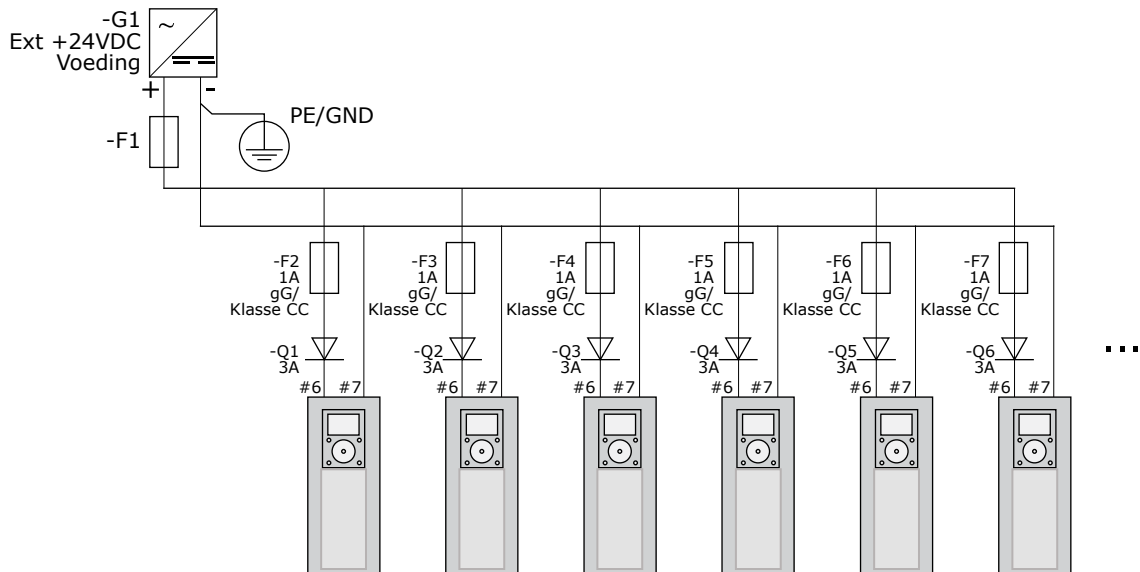 -G1
Ext +24VDC
Voeding
+ -
PE/GND
-F1
-F2
1A
gG/
Klasse CC
-F3
1A
gG/
Klasse CC
-F4
1A
gG/
Klasse CC
-F5
1A
gG/
Klasse CC
-F6
1A
gG/
Klasse CC
-F7
1A
gG/
Klasse CC
-Q1
3A
-Q2
3A
-Q3
3A
-Q4
3A
-Q5
3A
-Q6
3A
...
#6 #7
#6 #7
#6 #7
#6 #7
#6 #7
#6 #7